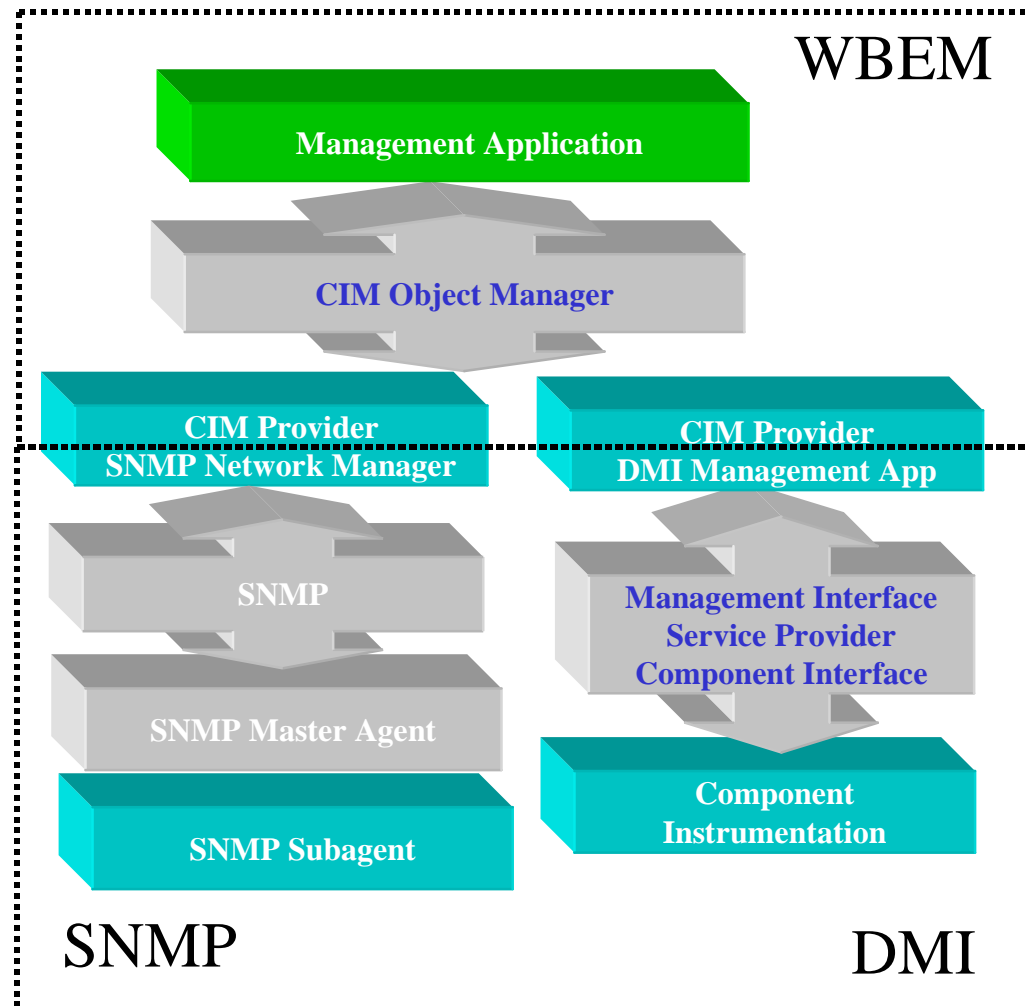 WBEM
Management Application
CIM Object Manager
CIM Provider
SNMP Network Manager
CIM Provider
DMI Management App
SNMP
Management Interface
Service Provider
Component Interface
SNMP Master Agent
Component
Instrumentation
SNMP Subagent
SNMP
DMI